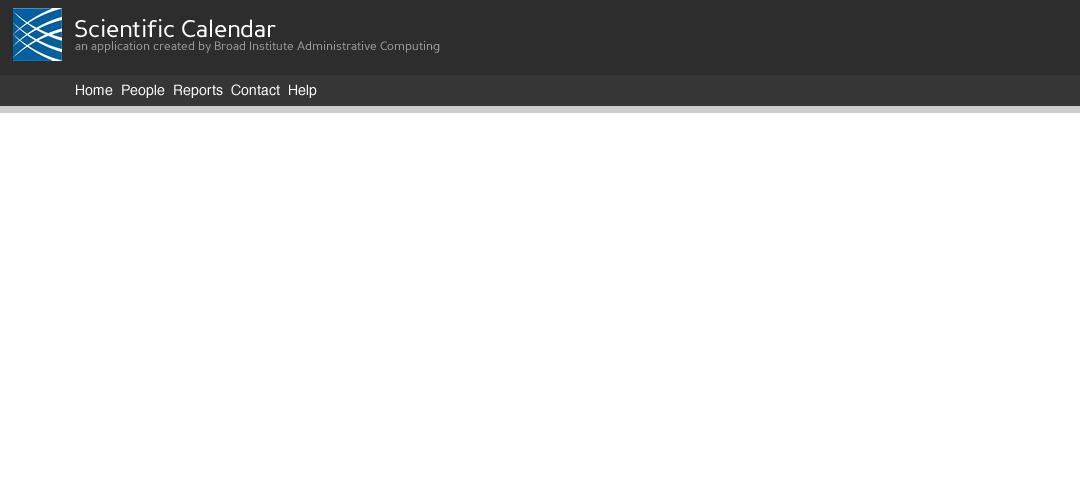 Scientific Calendar
an application created by Broad Institute Administrative Computing
Home People Reports Contact Help